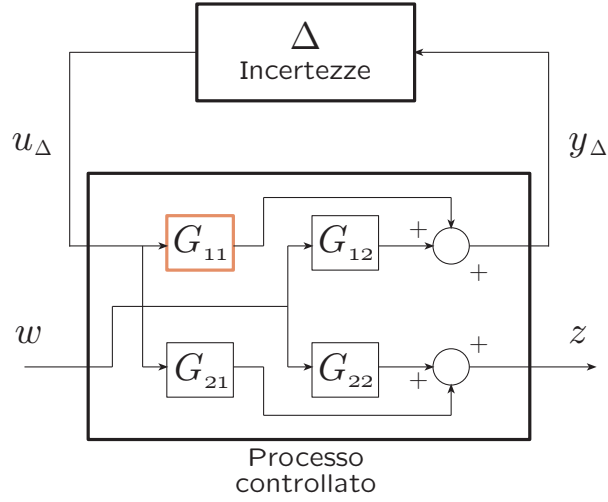 Δ
Incertezze
u_Δ
y_Δ
G_11
+
G_12
+
w
G_21
+
G_22
+
z
Processo
controllato